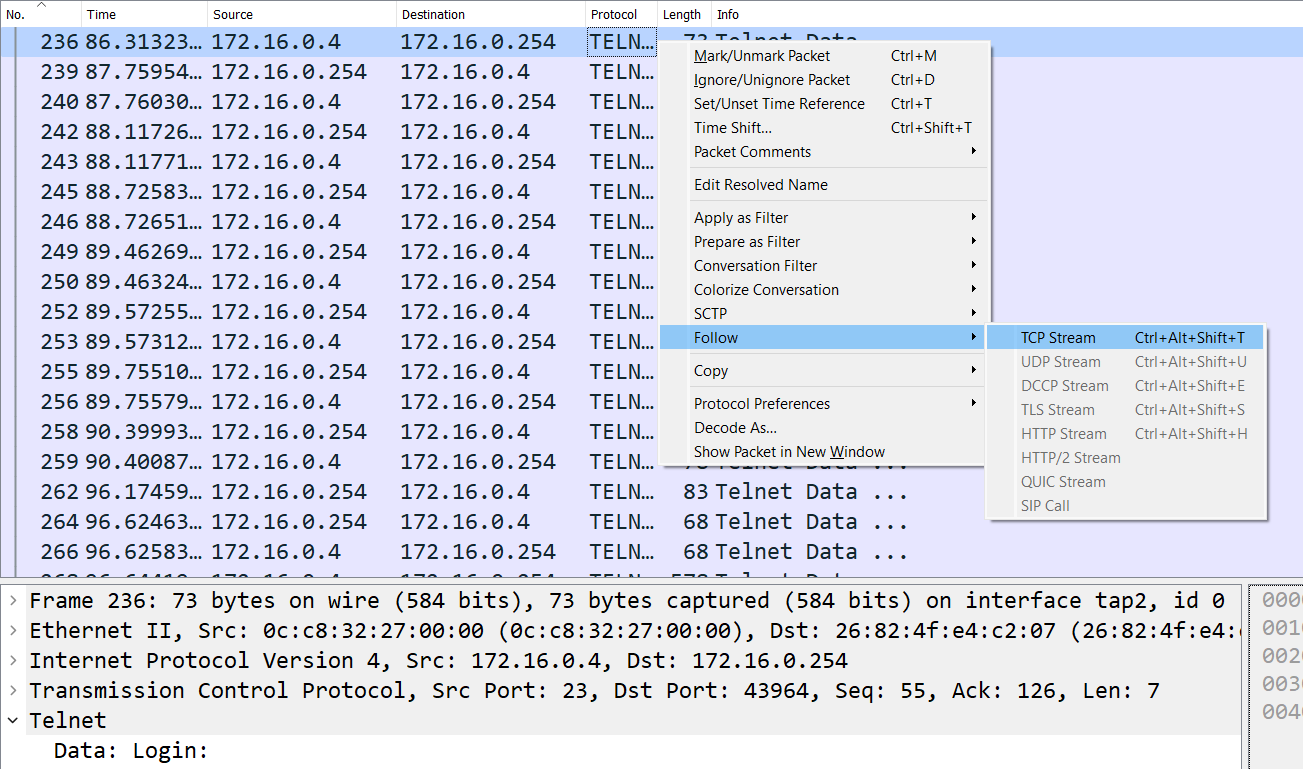 No. Time Source Destination Protocol Length Info
236 86.31323… 172.16.0.4 172.16.0.254 TELN… 73 Telnet Data ...
239 87.75954… 172.16.0.254 172.16.0.4 TELN…
240 87.76030… 172.16.0.4 172.16.0.254 TELN…
242 88.11726… 172.16.0.254 172.16.0.4 TELN…
243 88.11771… 172.16.0.4 172.16.0.254 TELN…
245 88.72583… 172.16.0.254 172.16.0.4 TELN…
246 88.72651… 172.16.0.4 172.16.0.254 TELN…
249 89.46269… 172.16.0.254 172.16.0.4 TELN…
250 89.46324… 172.16.0.4 172.16.0.254 TELN…
252 89.57255… 172.16.0.254 172.16.0.4 TELN…
253 89.57312… 172.16.0.4 172.16.0.254 TELN…
255 89.75510… 172.16.0.254 172.16.0.4 TELN…
256 89.75579… 172.16.0.4 172.16.0.254 TELN…
258 90.39993… 172.16.0.254 172.16.0.4 TELN…
259 90.40087… 172.16.0.4 172.16.0.254 TELN… Telnet Data ...
262 96.17459… 172.16.0.4 172.16.0.254 TELN… 83 Telnet Data ...
264 96.62463… 172.16.0.254 172.16.0.4 TELN… 68 Telnet Data ...
266 96.62583… 172.16.0.4 172.16.0.254 TELN… 68 Telnet Data ...
Mark/Unmark Packet Ctrl+M
Ignore/Unignore Packet Ctrl+D
Set/Unset Time Reference Ctrl+T
Time Shift... Ctrl+Shift+T
Packet Comments
Edit Resolved Name
Apply as Filter
Prepare as Filter
Conversation Filter
Colorize Conversation
SCTP
Follow
Copy
Protocol Preferences
Decode As...
Show Packet in New Window
TCP Stream Ctrl+Alt+Shift+T
UDP Stream Ctrl+Alt+Shift+U
DCCP Stream Ctrl+Alt+Shift+E
TLS Stream Ctrl+Alt+Shift+S
HTTP Stream Ctrl+Alt+Shift+H
HTTP/2 Stream
QUIC Stream
SIP Call
Frame 236: 73 bytes on wire (584 bits), 73 bytes captured (584 bits) on interface tap2, id 0
Ethernet II, Src: 0c:c8:32:27:00:00 (0c:c8:32:27:00:00), Dst: 26:82:4f:e4:c2:07 (26:82:4f:e4:
Internet Protocol Version 4, Src: 172.16.0.4, Dst: 172.16.0.254
Transmission Control Protocol, Src Port: 23, Dst Port: 43964, Seq: 55, Ack: 126, Len: 7
Telnet
Data: Login:
000
001
002
003
004